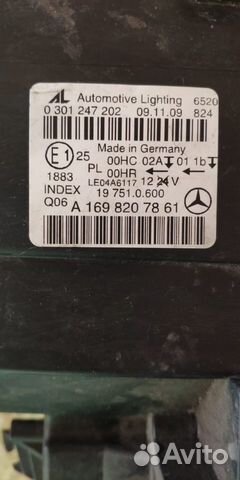 AL Automotive Lighting 6520
0 301 247 202 09.11.09 824
Made in Germany
E1 25 00HC 02A 01 1b
PL 00HR ← ←
1883 LE04A6117 12 24V
INDEX 19 751.0.600
Q06 A 169 820 78 61
Avito